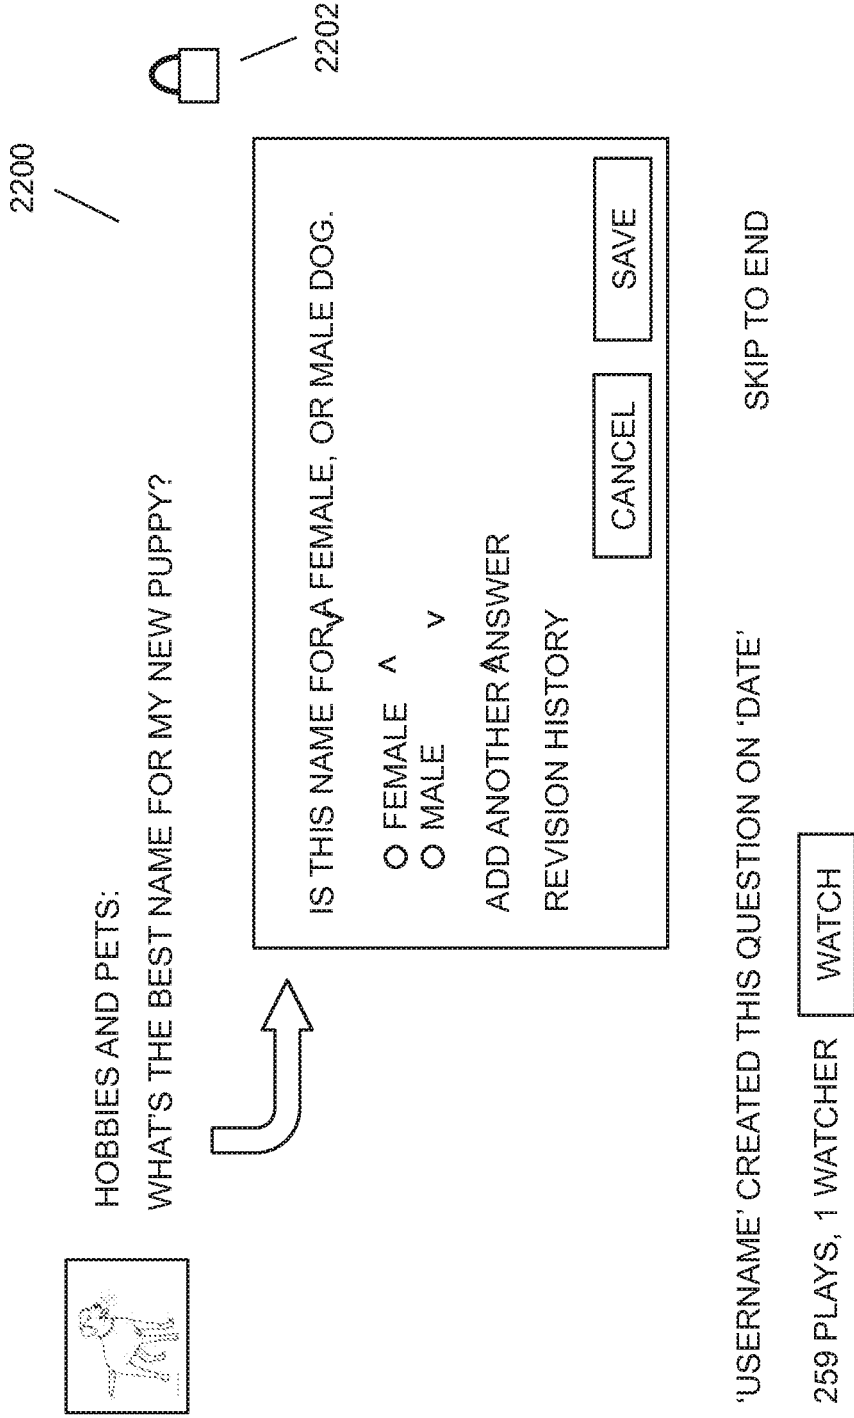 2200
2202
HOBBIES AND PETS:
WHAT'S THE BEST NAME FOR MY NEW PUPPY?
IS THIS NAME FOR A FEMALE, OR MALE DOG.
FEMALE
MALE
ADD ANOTHER ANSWER
REVISION HISTORY
CANCEL SAVE
'USERNAME' CREATED THIS QUESTION ON 'DATE' SKIP TO END
259 PLAYS, 1 WATCHER WATCH